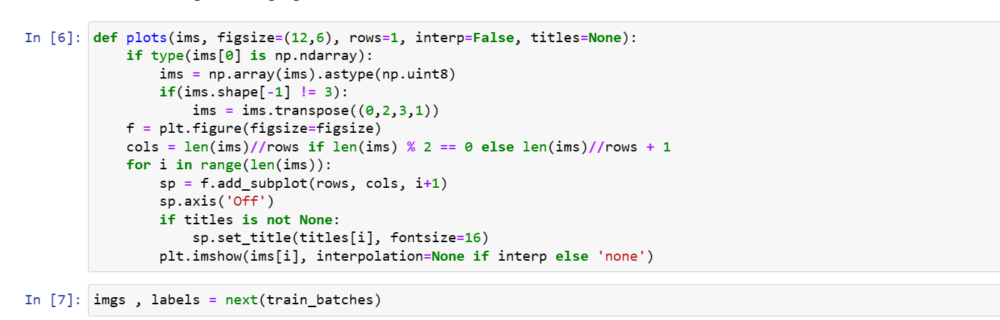 In [6]: def plots(ims, figsize=(12,6), rows=1, interp=False, titles=None):
    if type(ims[0] is np.ndarray):
        ims = np.array(ims).astype(np.uint8)
        if(ims.shape[-1] != 3):
            ims = ims.transpose((0,2,3,1))
    f = plt.figure(figsize=figsize)
    cols = len(ims)//rows if len(ims) % 2 == 0 else len(ims)//rows + 1
    for i in range(len(ims)):
        sp = f.add_subplot(rows, cols, i+1)
        sp.axis('Off')
        if titles is not None:
            sp.set_title(titles[i], fontsize=16)
        plt.imshow(ims[i], interpolation=None if interp else 'none')
In [7]: imgs , labels = next(train_batches)